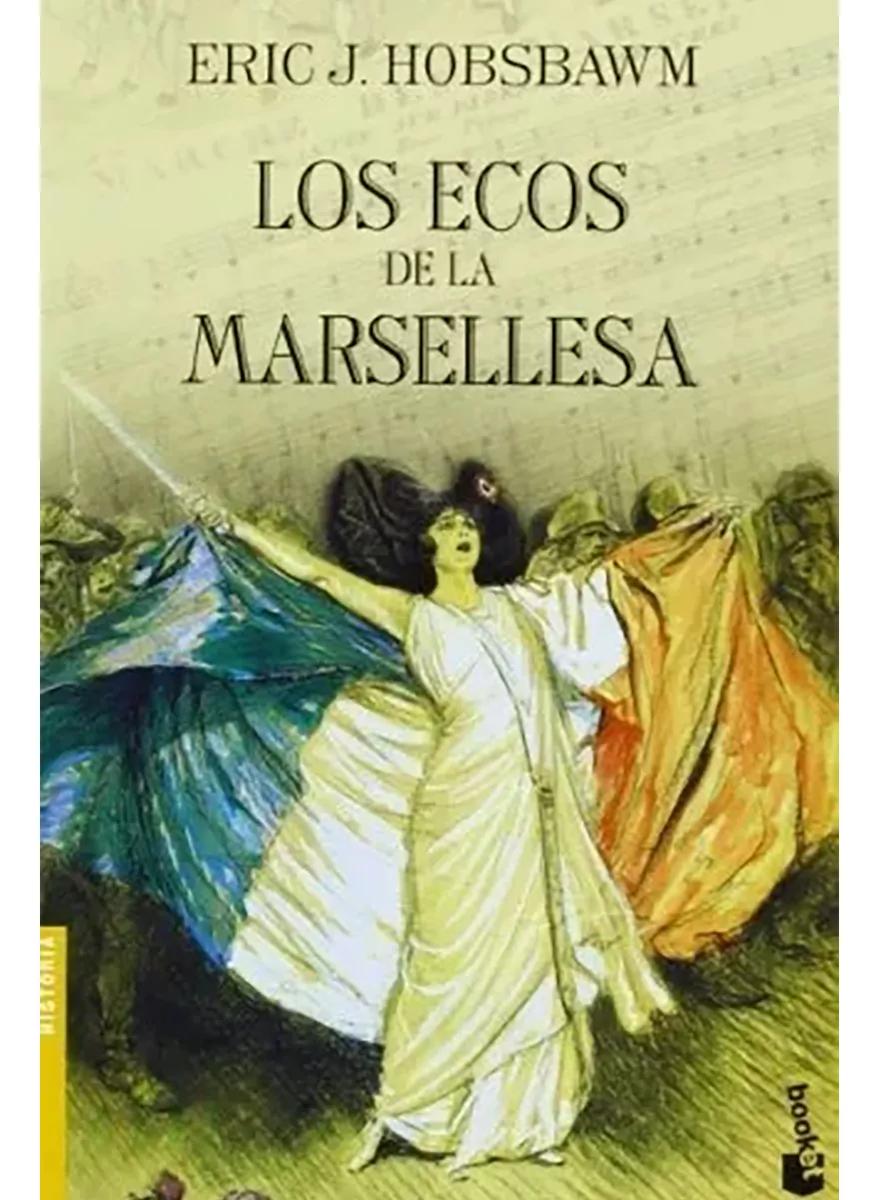 ERIC J. HOBSBAWM
LOS ECOS
DE LA
MARSELLESA
HISTORIA
booket